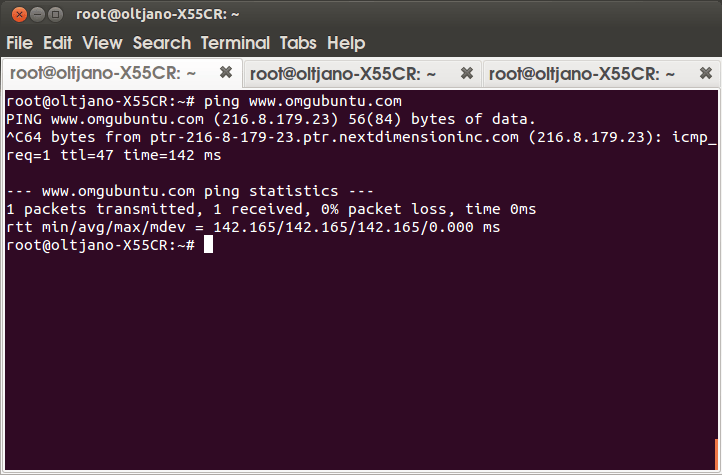 root@oltjano-X55CR: ~
File Edit View Search Terminal Tabs Help
root@oltjano-X55CR: ~ root@oltjano-X55CR: ~ root@oltjano-X55CR: ~
root@oltjano-X55CR:~# ping www.omgubuntu.com
PING www.omgubuntu.com (216.8.179.23) 56(84) bytes of data.
^C64 bytes from ptr-216-8-179-23.ptr.nextdimensioninc.com (216.8.179.23): icmp_
req=1 ttl=47 time=142 ms
--- www.omgubuntu.com ping statistics ---
1 packets transmitted, 1 received, 0% packet loss, time 0ms
rtt min/avg/max/mdev = 142.165/142.165/142.165/0.000 ms
root@oltjano-X55CR:~#